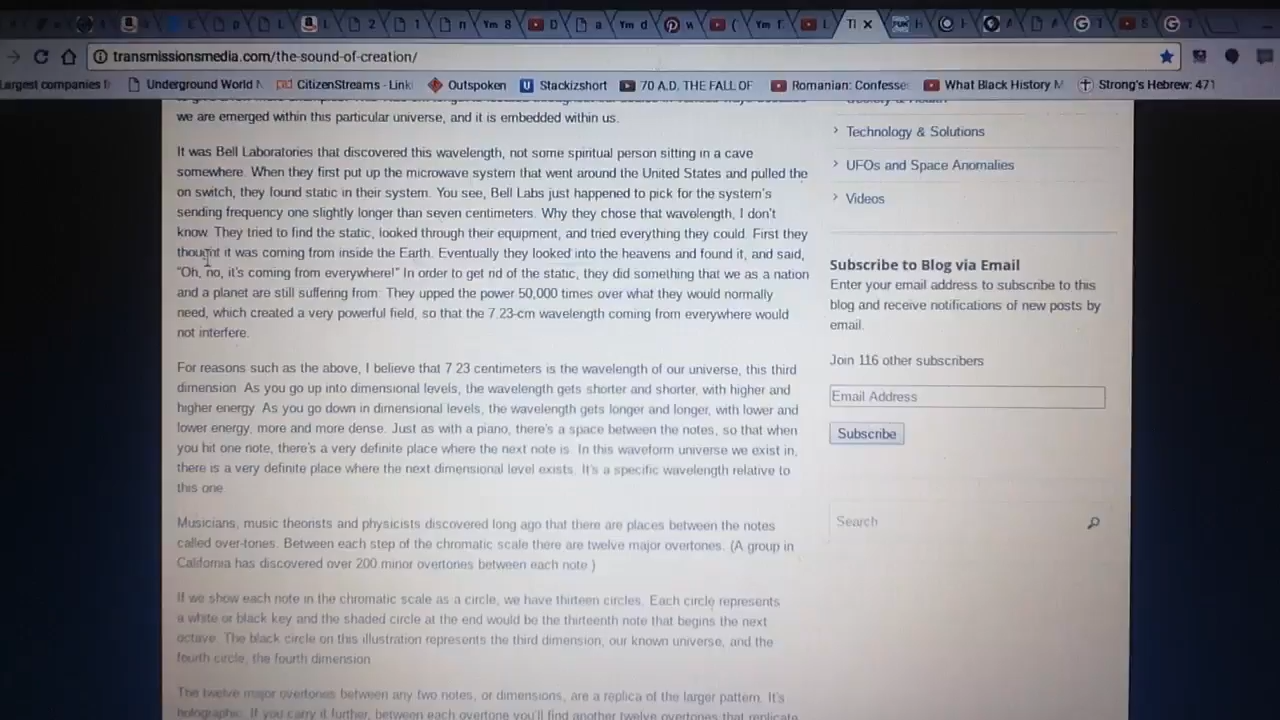 transmissionsmedia.com/the-sound-of-creation/
Largest companies
Underground World
CitizenStreams - Link
Outspoken
Stackizshort
70 A.D. THE FALL OF
Romanian: Confesse
What Black History M
Strong's Hebrew: 471
we are emerged within this particular universe, and it is embedded within us.
It was Bell Laboratories that discovered this wavelength, not some spiritual person sitting in a cave
somewhere. When they first put up the microwave system that went around the United States and pulled the
on switch, they found static in their system. You see, Bell Labs just happened to pick for the system's
sending frequency one slightly longer than seven centimeters. Why they chose that wavelength, I don't
know. They tried to find the static, looked through their equipment, and tried everything they could. First they
thought it was coming from inside the Earth. Eventually they looked into the heavens and found it, and said,
"Oh, no, it's coming from everywhere!" In order to get rid of the static, they did something that we as a nation
and a planet are still suffering from: They upped the power 50,000 times over what they would normally
need, which created a very powerful field, so that the 7.23-cm wavelength coming from everywhere would
not interfere.
For reasons such as the above, I believe that 7.23 centimeters is the wavelength of our universe, this third
dimension. As you go up into dimensional levels, the wavelength gets shorter and shorter, with higher and
higher energy. As you go down in dimensional levels, the wavelength gets longer and longer, with lower and
lower energy, more and more dense. Just as with a piano, there's a space between the notes, so that when
you hit one note, there's a very definite place where the next note is. In this waveform universe we exist in,
there is a very definite place where the next dimensional level exists. It's a specific wavelength relative to
this one.
Musicians, music theorists and physicists discovered long ago that there are places between the notes
called over-tones. Between each step of the chromatic scale there are twelve major overtones. (A group in
California has discovered over 200 minor overtones between each note.)
If we show each note in the chromatic scale as a circle, we have thirteen circles. Each circle represents
a white or black key and the shaded circle at the end would be the thirteenth note that begins the next
octave. The black circle on this illustration represents the third dimension, our known universe, and the
fourth circle, the fourth dimension.
The twelve major overtones between any two notes, or dimensions, are a replica of the larger pattern. It's
holographic. If you carry it further, between each overtone you'll find another twelve overtones that replicate
Technology & Solutions
UFOs and Space Anomalies
Videos
Subscribe to Blog via Email
Enter your email address to subscribe to this
blog and receive notifications of new posts by
email.
Join 116 other subscribers
Email Address
Subscribe
Search